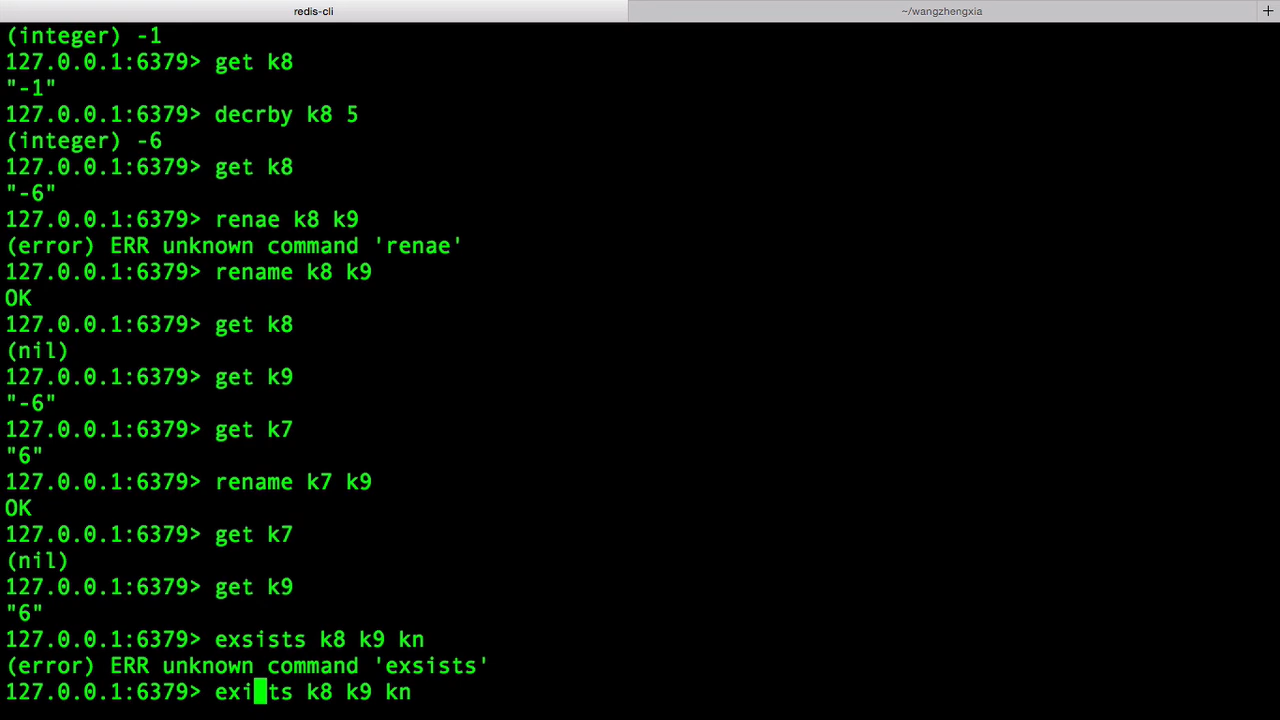 redis-cli
~/wangzhengxia
+
(integer) -1
127.0.0.1:6379> get k8
"-1"
127.0.0.1:6379> decrby k8 5
(integer) -6
127.0.0.1:6379> get k8
"-6"
127.0.0.1:6379> renae k8 k9
(error) ERR unknown command 'renae'
127.0.0.1:6379> rename k8 k9
OK
127.0.0.1:6379> get k8
(nil)
127.0.0.1:6379> get k9
"-6"
127.0.0.1:6379> get k7
"6"
127.0.0.1:6379> rename k7 k9
OK
127.0.0.1:6379> get k7
(nil)
127.0.0.1:6379> get k9
"6"
127.0.0.1:6379> exsists k8 k9 kn
(error) ERR unknown command 'exsists'
127.0.0.1:6379> exists k8 k9 kn